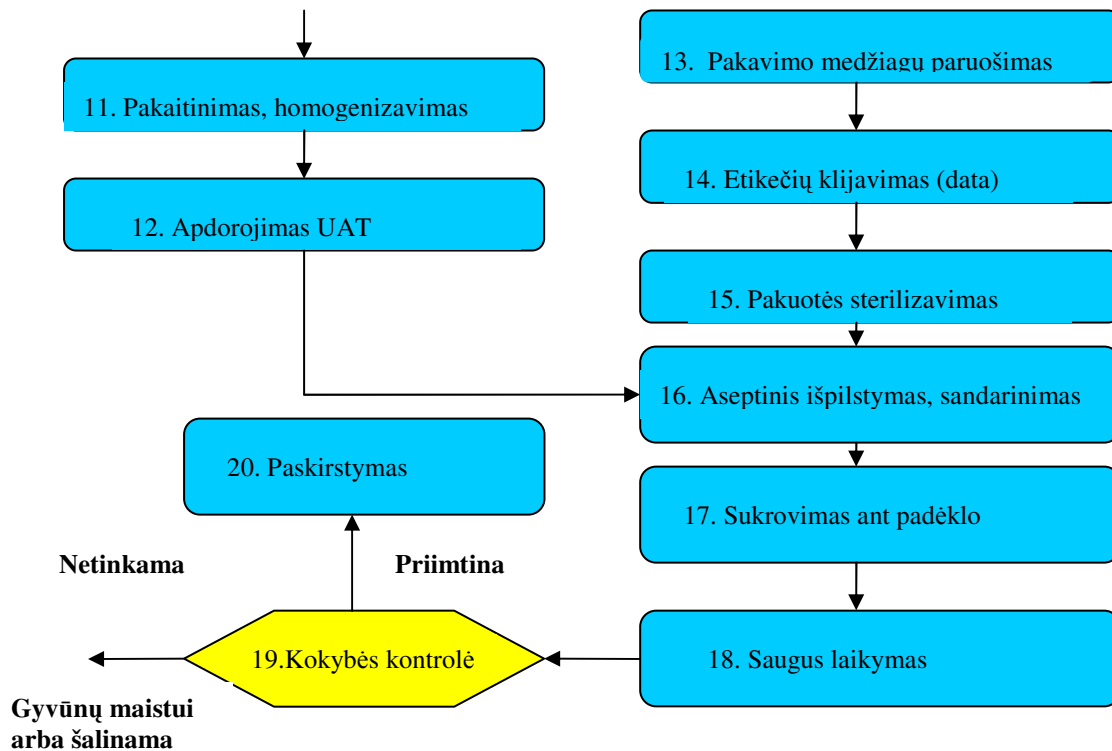 11. Pakaitinimas, homogenizavimas
12. Apdorojimas UAT
13. Pakavimo medžiagų paruošimas
14. Etikečių klijavimas (data)
15. Pakuotės sterilizavimas
16. Aseptinis išpilstymas, sandarinimas
17. Sukrovimas ant padėklo
18. Saugus laikymas
19.Kokybės kontrolė
Priimtina
20. Paskirstymas
Netinkama
Gyvūnų maistui
arba šalinama